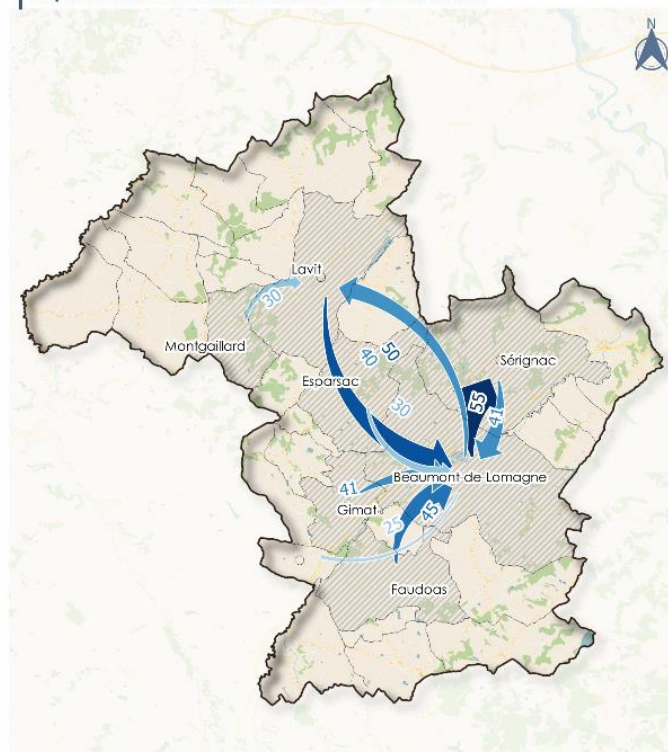 N
Lavit
30
Montgaillard
40
50
Esparsac
Sérignac
30
55
41
Beaumont-de-Lomagne
41
Gimat
25
45
Faudoas